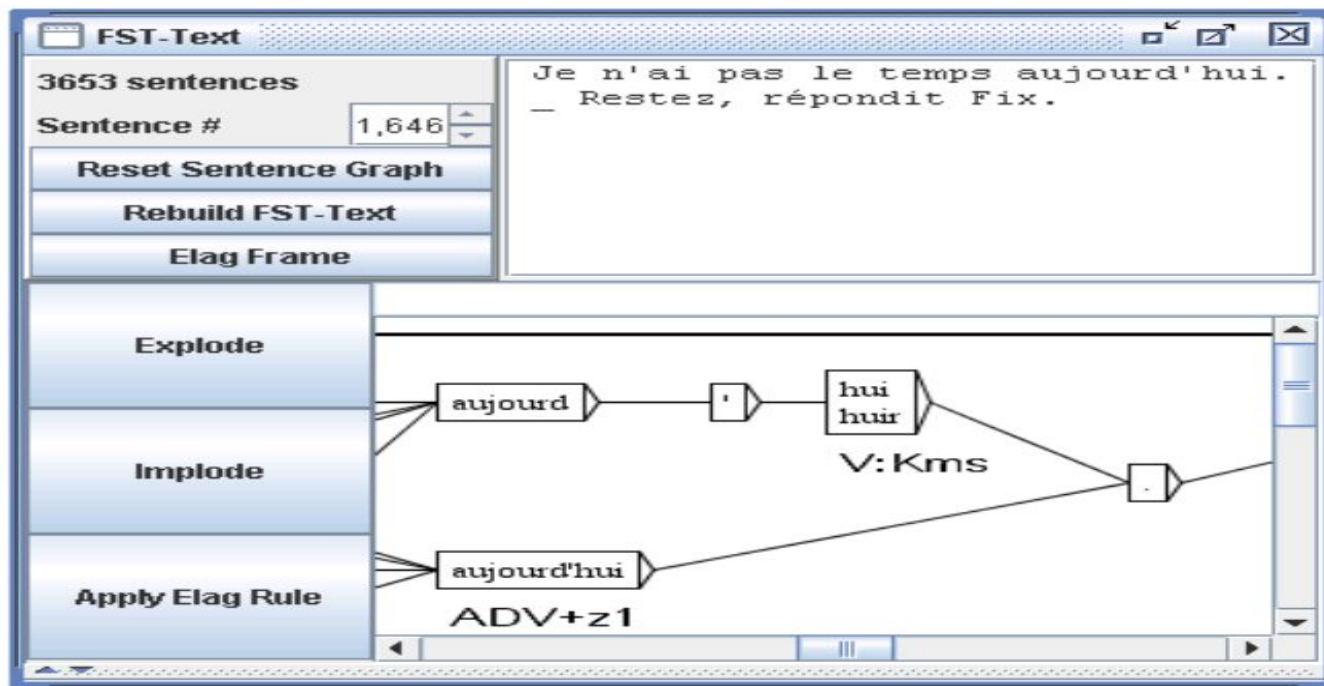 FST-Text
3653 sentences
Sentence # 1,646
Reset Sentence Graph
Rebuild FST-Text
Elag Frame
Je n'ai pas le temps aujourd'hui.
_ Restez, répondit Fix.
Explode
Implode
Apply Elag Rule
aujourd ' hui
huir
V:Kms
.
aujourd'hui
ADV+z1